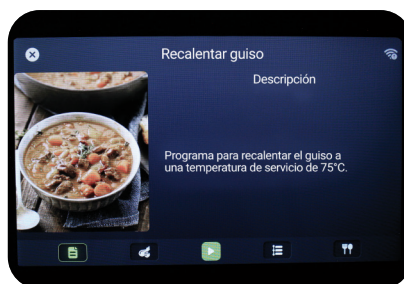 Recalentar guiso
Descripción
Programa para recalentar el guiso a
una temperatura de servicio de 75°C.